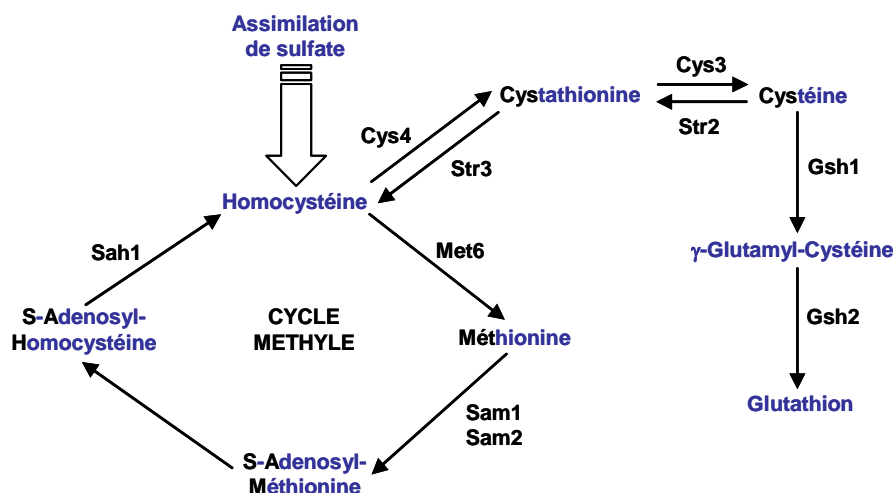 Assimilation
de sulfate
Cys3
Cystathionine
Cystéine
Str2
Cys4
Str3
Gsh1
Homocystéine
Sah1
Met6
γ-Glutamyl-Cystéine
S-Adenosyl-
Homocystéine
CYCLE
METHYLE
Méthionine
Gsh2
Glutathion
Sam1
Sam2
S-Adenosyl-
Méthionine